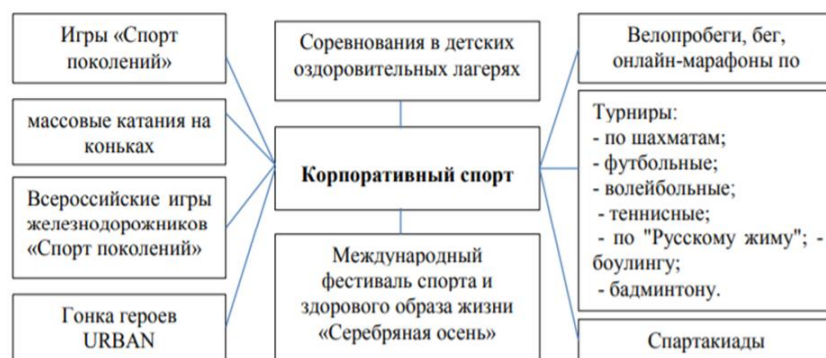 Игры «Спорт
поколений»
массовые катания на
коньках
Всероссийские игры
железнодорожников
«Спорт поколений»
Гонка героев
URBAN
Соревнования в детских
оздоровительных лагерях
Корпоративный спорт
Международный
фестиваль спорта и
здорового образа жизни
«Серебряная осень»
Велопробеги, бег,
онлайн-марафоны по
Турниры:
- по шахматам;
- футбольные;
- волейбольные;
- теннисные;
- по "Русскому жиму"; -
боулингу;
- бадминтону.
Спартакиады